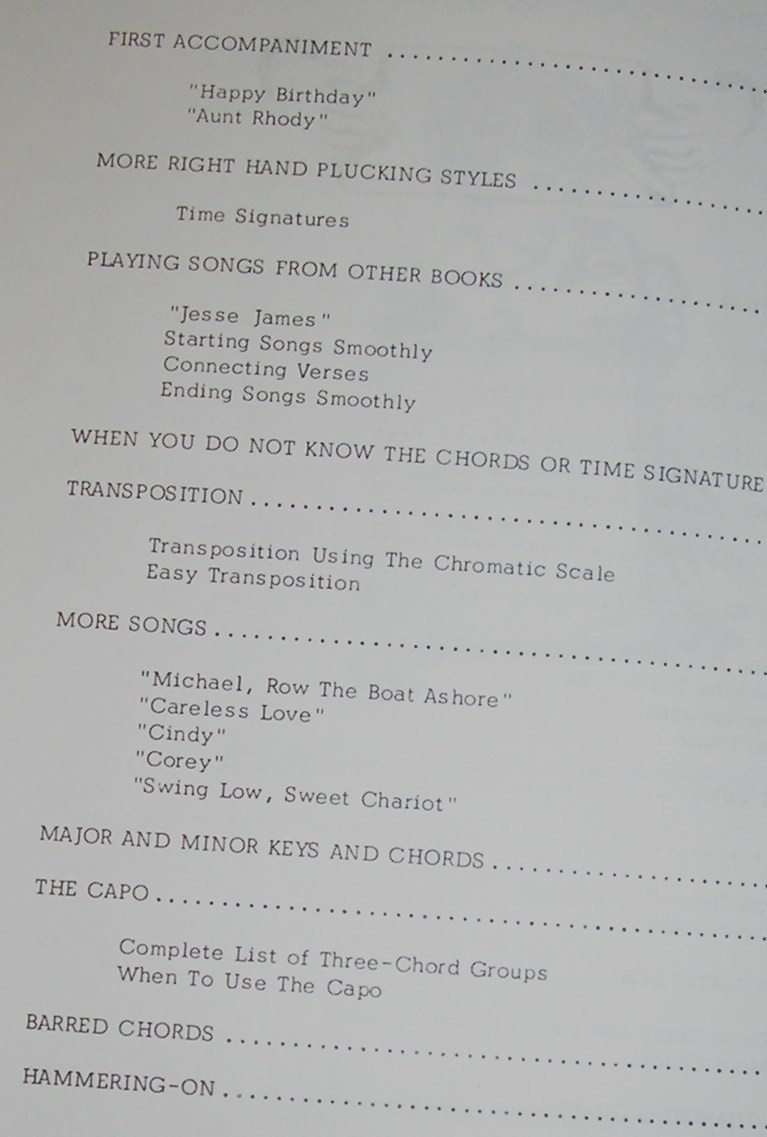 FIRST ACCOMPANIMENT ........................
"Happy Birthday"
"Aunt Rhody"
MORE RIGHT HAND PLUCKING STYLES ...............
Time Signatures
PLAYING SONGS FROM OTHER BOOKS ................
"Jesse James"
Starting Songs Smoothly
Connecting Verses
Ending Songs Smoothly
WHEN YOU DO NOT KNOW THE CHORDS OR TIME SIGNATURE
TRANSPOSITION ........................
Transposition Using The Chromatic Scale
Easy Transposition
MORE SONGS ........................
"Michael, Row The Boat Ashore"
"Careless Love"
"Cindy"
"Corey"
"Swing Low, Sweet Chariot"
MAJOR AND MINOR KEYS AND CHORDS ...............
THE CAPO ........................
Complete List of Three-Chord Groups
When To Use The Capo
BARRED CHORDS ........................
HAMMERING-ON ........................